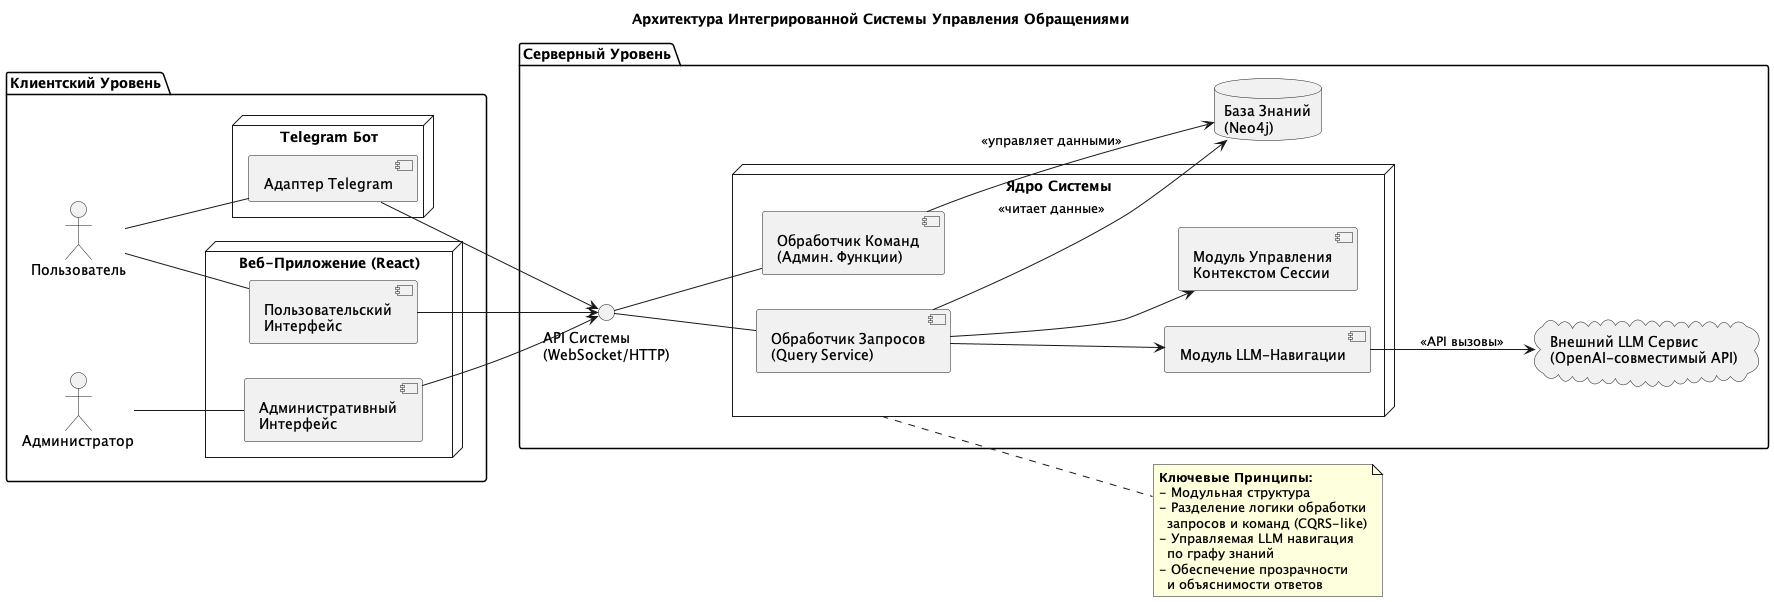 Архитектура Интегрированной Системы Управления Обращениями
Клиентский Уровень
Telegram Бот
Адаптер Telegram
Пользователь
Веб-Приложение (React)
Пользовательский
Интерфейс
Административный
Интерфейс
Администратор
API Системы
(WebSocket/HTTP)
Серверный Уровень
База Знаний
(Neo4j)
«управляет данными»
Ядро Системы
«читает данные»
Обработчик Команд
(Админ. Функции)
Модуль Управления
Контекстом Сессии
Обработчик Запросов
(Query Service)
Модуль LLM-Навигации
«API вызовы»
Внешний LLM Сервис
(OpenAI-совместимый API)
Ключевые Принципы:
- Модульная структура
- Разделение логики обработки
запросов и команд (CQRS-like)
- Управляемая LLM навигация
по графу знаний
- Обеспечение прозрачности
и объяснимости ответов